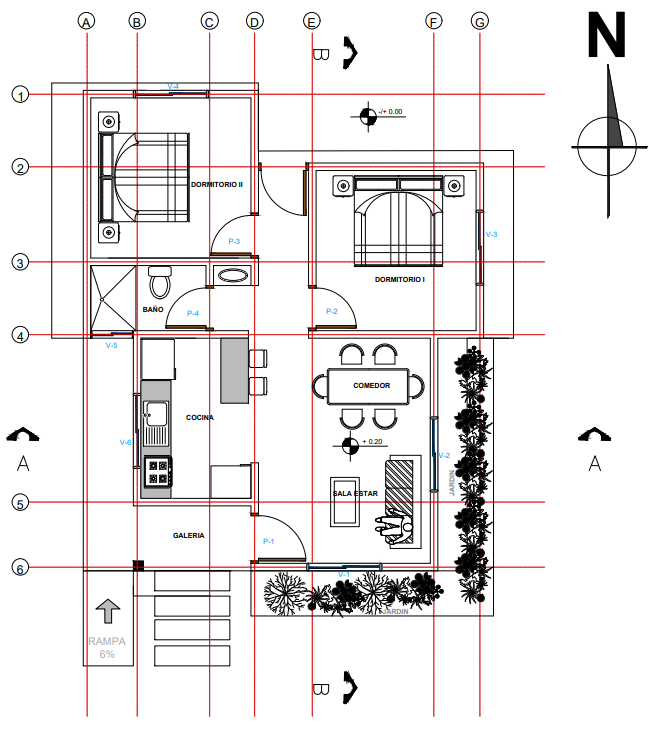 A B C D E F G
N
B
V-4
1
-/+ 0.00
2
DORMITORIO II
P-3
V-3
3
DORMITORIO I
BAÑO
P-4
P-2
4
V-5
COMEDOR
COCINA
V-6
+ 0.20
V-2
A
A
JARDIN
SALA ESTAR
5
GALERIA
P-1
6
V-1
JARDIN
RAMPA
6%
B